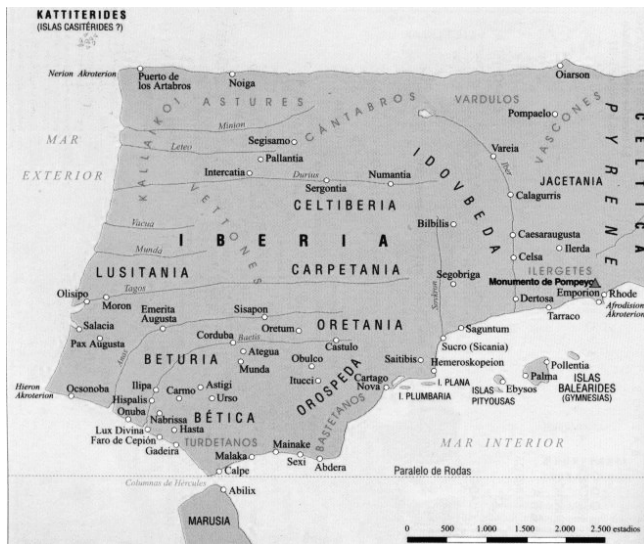 KATTITERIDES
(ISLAS CASITÉRIDES ?)
Nerion Akroterion
Puerto de
los Artabros
Noiga
Oiarson
KALLAIKOI
ASTURES
CÁNTABROS
VARDULOS
Pompaelo
VASCONES
PYRENE
CELTICA
Minion
MAR
EXTERIOR
Leteo
Segisamo
Pallantia
Intercatia
Durius
Sergontia
Numantia
Vareia
Iber
IDOVBEDA
JACETANIA
VETTONES
CELTIBERIA
Calagurris
Vacua
Bilbilis
IBERIA
Caesaraugusta
Ilerda
Munda
Celsa
LUSITANIA
CARPETANIA
Segobriga
ILERGETES
Monumento de Pompeyo
Emporion
Rhode
Afrodision
Akroterion
Tagos
Olisipo
Moron
Dertosa
Tarraco
Salacia
Emerita
Augusta
Sisapon
Oretum
ORETANIA
Saguntum
Pax Augusta
Anas
Corduba
Baetis
Castulo
Sucro (Sicania)
BETURIA
Ategua
Munda
Obulco
Saitibis
Hemeroskopeion
Pollentia
Hieron
Akroterion
Ocsonoba
Ilipa
Astigi
Itucci
OROSPEDA
Cartago
Nova
I. PLANA
I. PLUMBARIA
ISLAS
PITYOUSAS
Ebysos
Palma
ISLAS
BALEARIDES
(GYMNESIAS)
Hispalis
Carmo
Urso
Onuba
Nabrissa
BÉTICA
BASTETANOS
Lux Divina
Hasta
Faro de Cepión
TURDETANOS
Gadeira
Mainake
MAR INTERIOR
Malaka
Sexi
Abdera
Calpe
Paralelo de Rodas
Columnas de Hércules
Abilix
MARUSIA
0 500 1.000 1.500 2.000 2.500 estadios